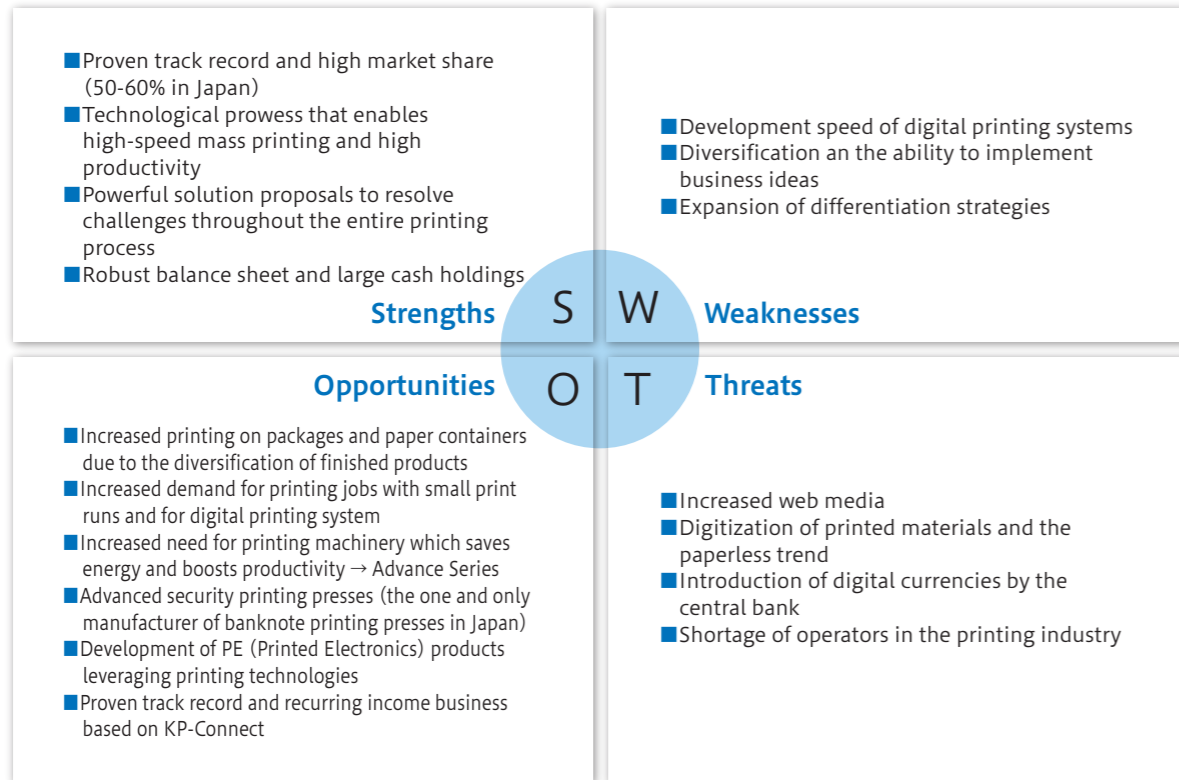 ■Proven track record and high market share
(50-60% in Japan)
■Technological prowess that enables
high-speed mass printing and high
productivity
■Powerful solution proposals to resolve
challenges throughout the entire printing
process
■Robust balance sheet and large cash holdings
Strengths
S
W
Weaknesses
■Development speed of digital printing systems
■Diversification an the ability to implement
business ideas
■Expansion of differentiation strategies
Opportunities
O
T
Threats
■Increased printing on packages and paper containers
due to the diversification of finished products
■Increased demand for printing jobs with small print
runs and for digital printing system
■Increased need for printing machinery which saves
energy and boosts productivity → Advance Series
■Advanced security printing presses (the one and only
manufacturer of banknote printing presses in Japan)
■Development of PE (Printed Electronics) products
leveraging printing technologies
■Proven track record and recurring income business
based on KP-Connect
■Increased web media
■Digitization of printed materials and the
paperless trend
■Introduction of digital currencies by the
central bank
■Shortage of operators in the printing industry